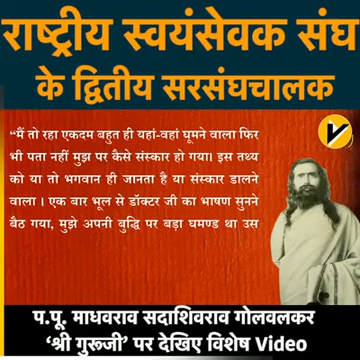 राष्ट्रीय स्वयंसेवक संघ
के द्वितीय सरसंघचालक
“मैं तो रहा एकदम बहुत ही यहां-वहां घूमने वाला फिर
भी पता नहीं मुझ पर कैसे संस्कार हो गया। इस तथ्य
को या तो भगवान ही जानता है या संस्कार डालने
वाला। एक बार भूल से डॉक्टर जी का भाषण सुनने
बैठ गया, मुझे अपनी बुद्धि पर बड़ा घमण्ड था उस
प.पू. माधवराव सदाशिवराव गोलवलकर
‘श्री गुरूजी’ पर देखिए विशेष Video